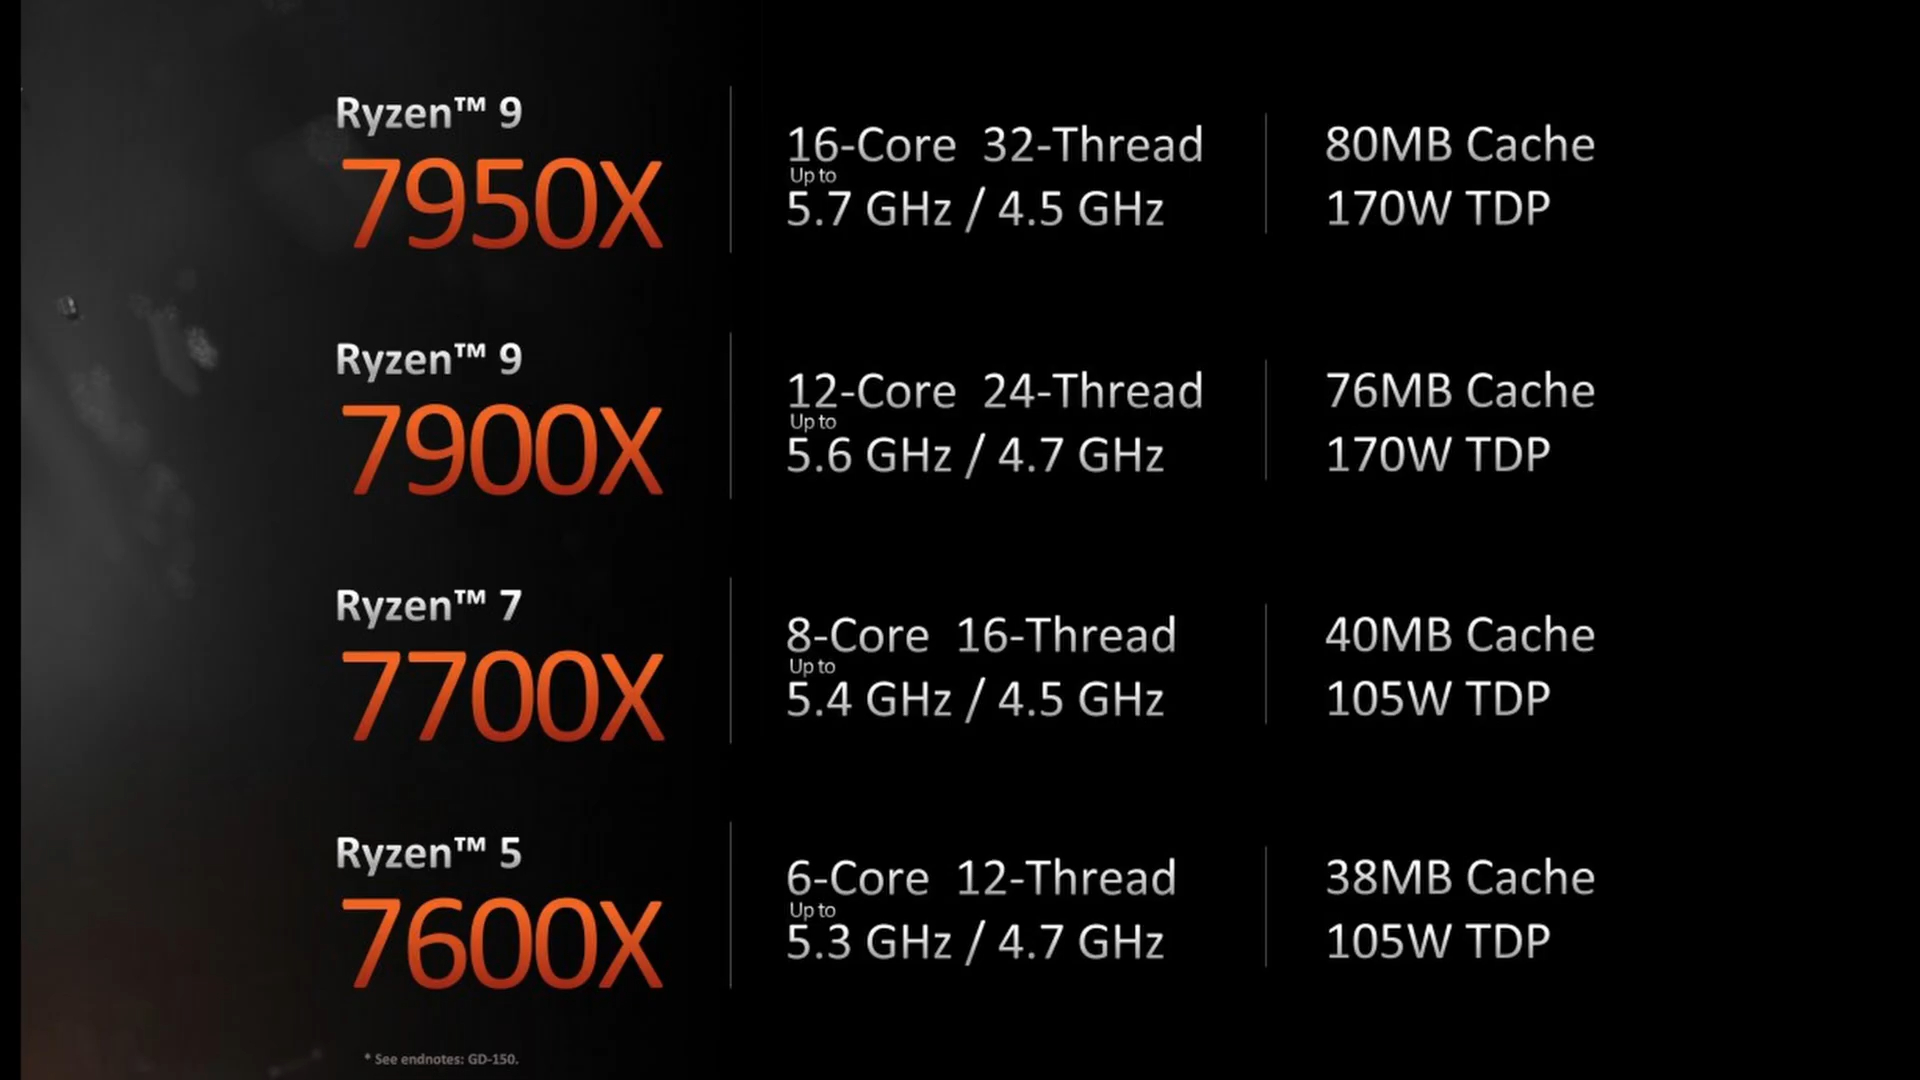 Ryzen™ 9
7950X
16-Core 32-Thread
Up to
5.7 GHz / 4.5 GHz
80MB Cache
170W TDP
Ryzen™ 9
7900X
12-Core 24-Thread
Up to
5.6 GHz / 4.7 GHz
76MB Cache
170W TDP
Ryzen™ 7
7700X
8-Core 16-Thread
Up to
5.4 GHz / 4.5 GHz
40MB Cache
105W TDP
Ryzen™ 5
7600X
6-Core 12-Thread
Up to
5.3 GHz / 4.7 GHz
38MB Cache
105W TDP
* See endnotes: GD-150.